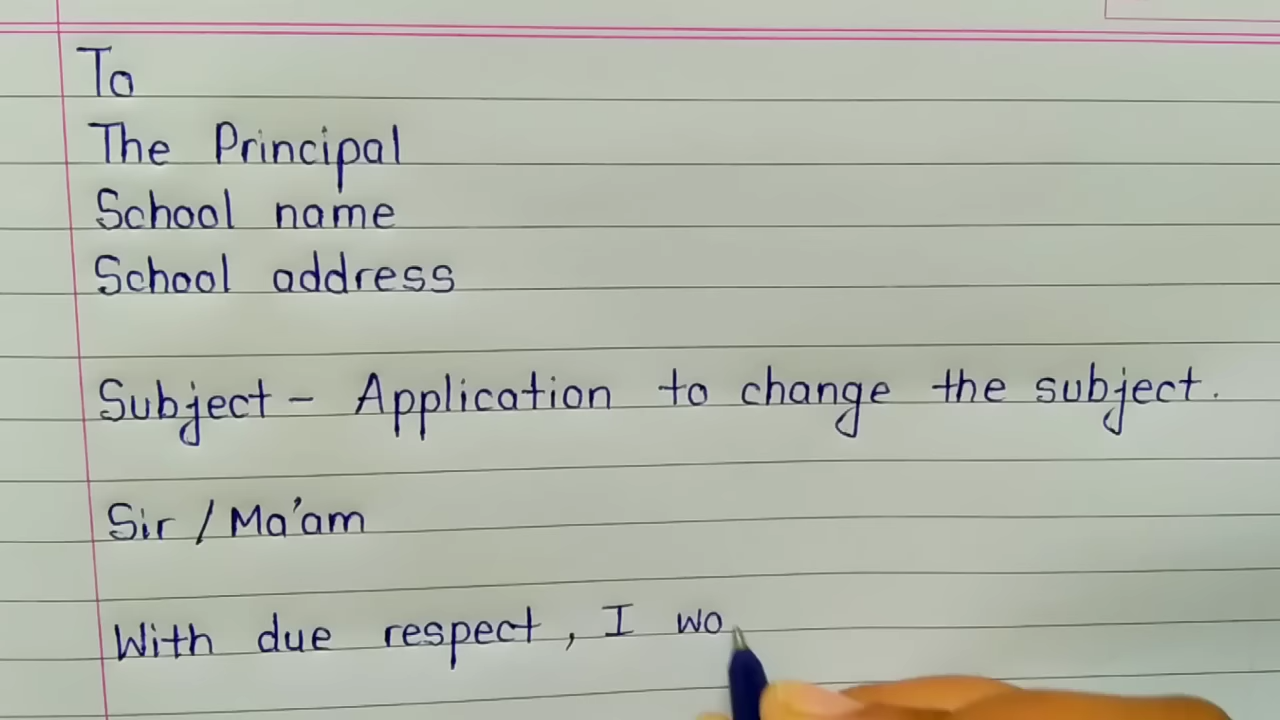 To
The Principal
School name
School address
Subject - Application to change the subject.
Sir / Ma'am
With due respect, I wo